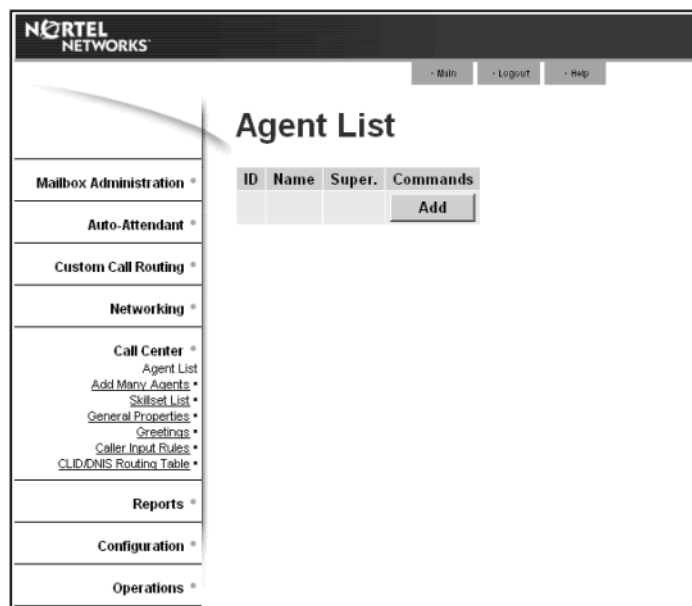 NORTEL
NETWORKS
Main
Logout
Help
Agent List
ID Name Super. Commands
Add
Mailbox Administration
Auto-Attendant
Custom Call Routing
Networking
Call Center
Agent List
Add Many Agents
Skillset List
General Properties
Greetings
Caller Input Rules
CLID/DNIS Routing Table
Reports
Configuration
Operations